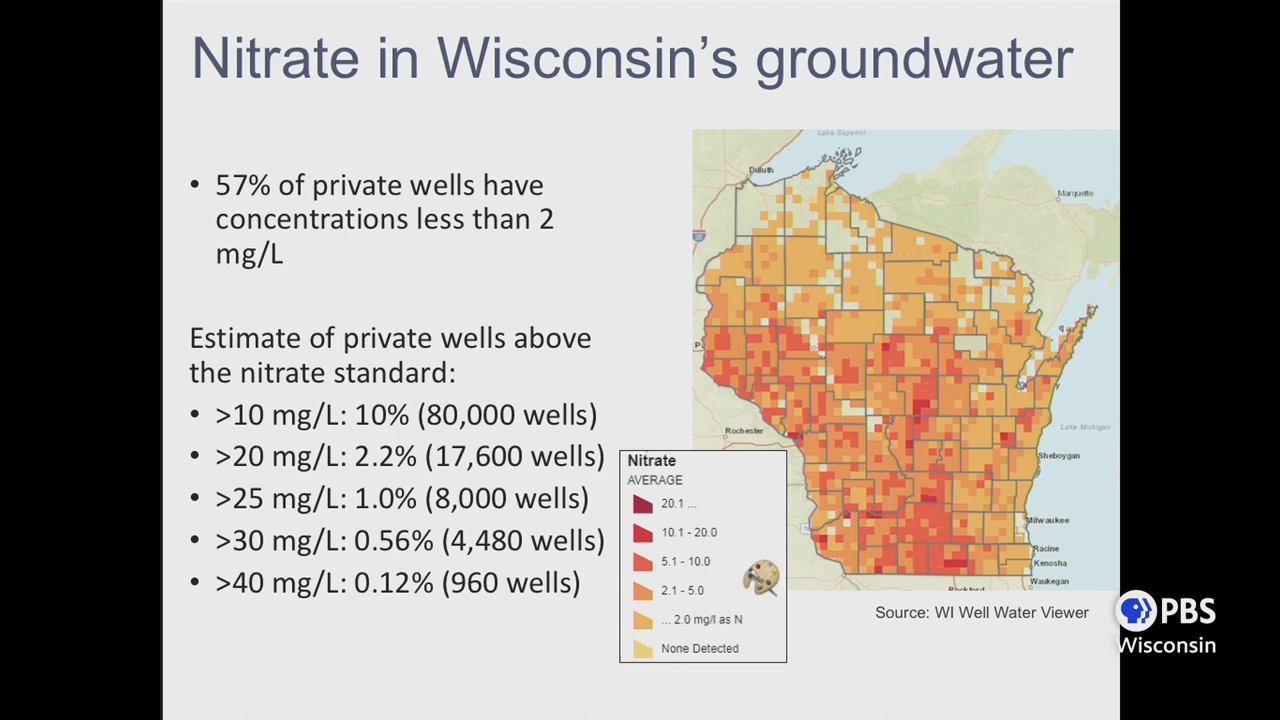 Nitrate in Wisconsin's groundwater
• 57% of private wells have
concentrations less than 2
mg/L
Estimate of private wells above
the nitrate standard:
• >10 mg/L: 10% (80,000 wells)
• >20 mg/L: 2.2% (17,600 wells)
• >25 mg/L: 1.0% (8,000 wells)
• >30 mg/L: 0.56% (4,480 wells)
• >40 mg/L: 0.12% (960 wells)
Lake Superior
Duluth
Marquette
Rochester
Lake Michigan
Sheboygan
Milwaukee
Racine
Kenosha
Waukegan
Rockford
Nitrate
AVERAGE
20.1 ...
10.1 - 20.0
5.1 - 10.0
2.1 - 5.0
... 2.0 mg/l as N
None Detected
Source: WI Well Water Viewer
PBS
Wisconsin